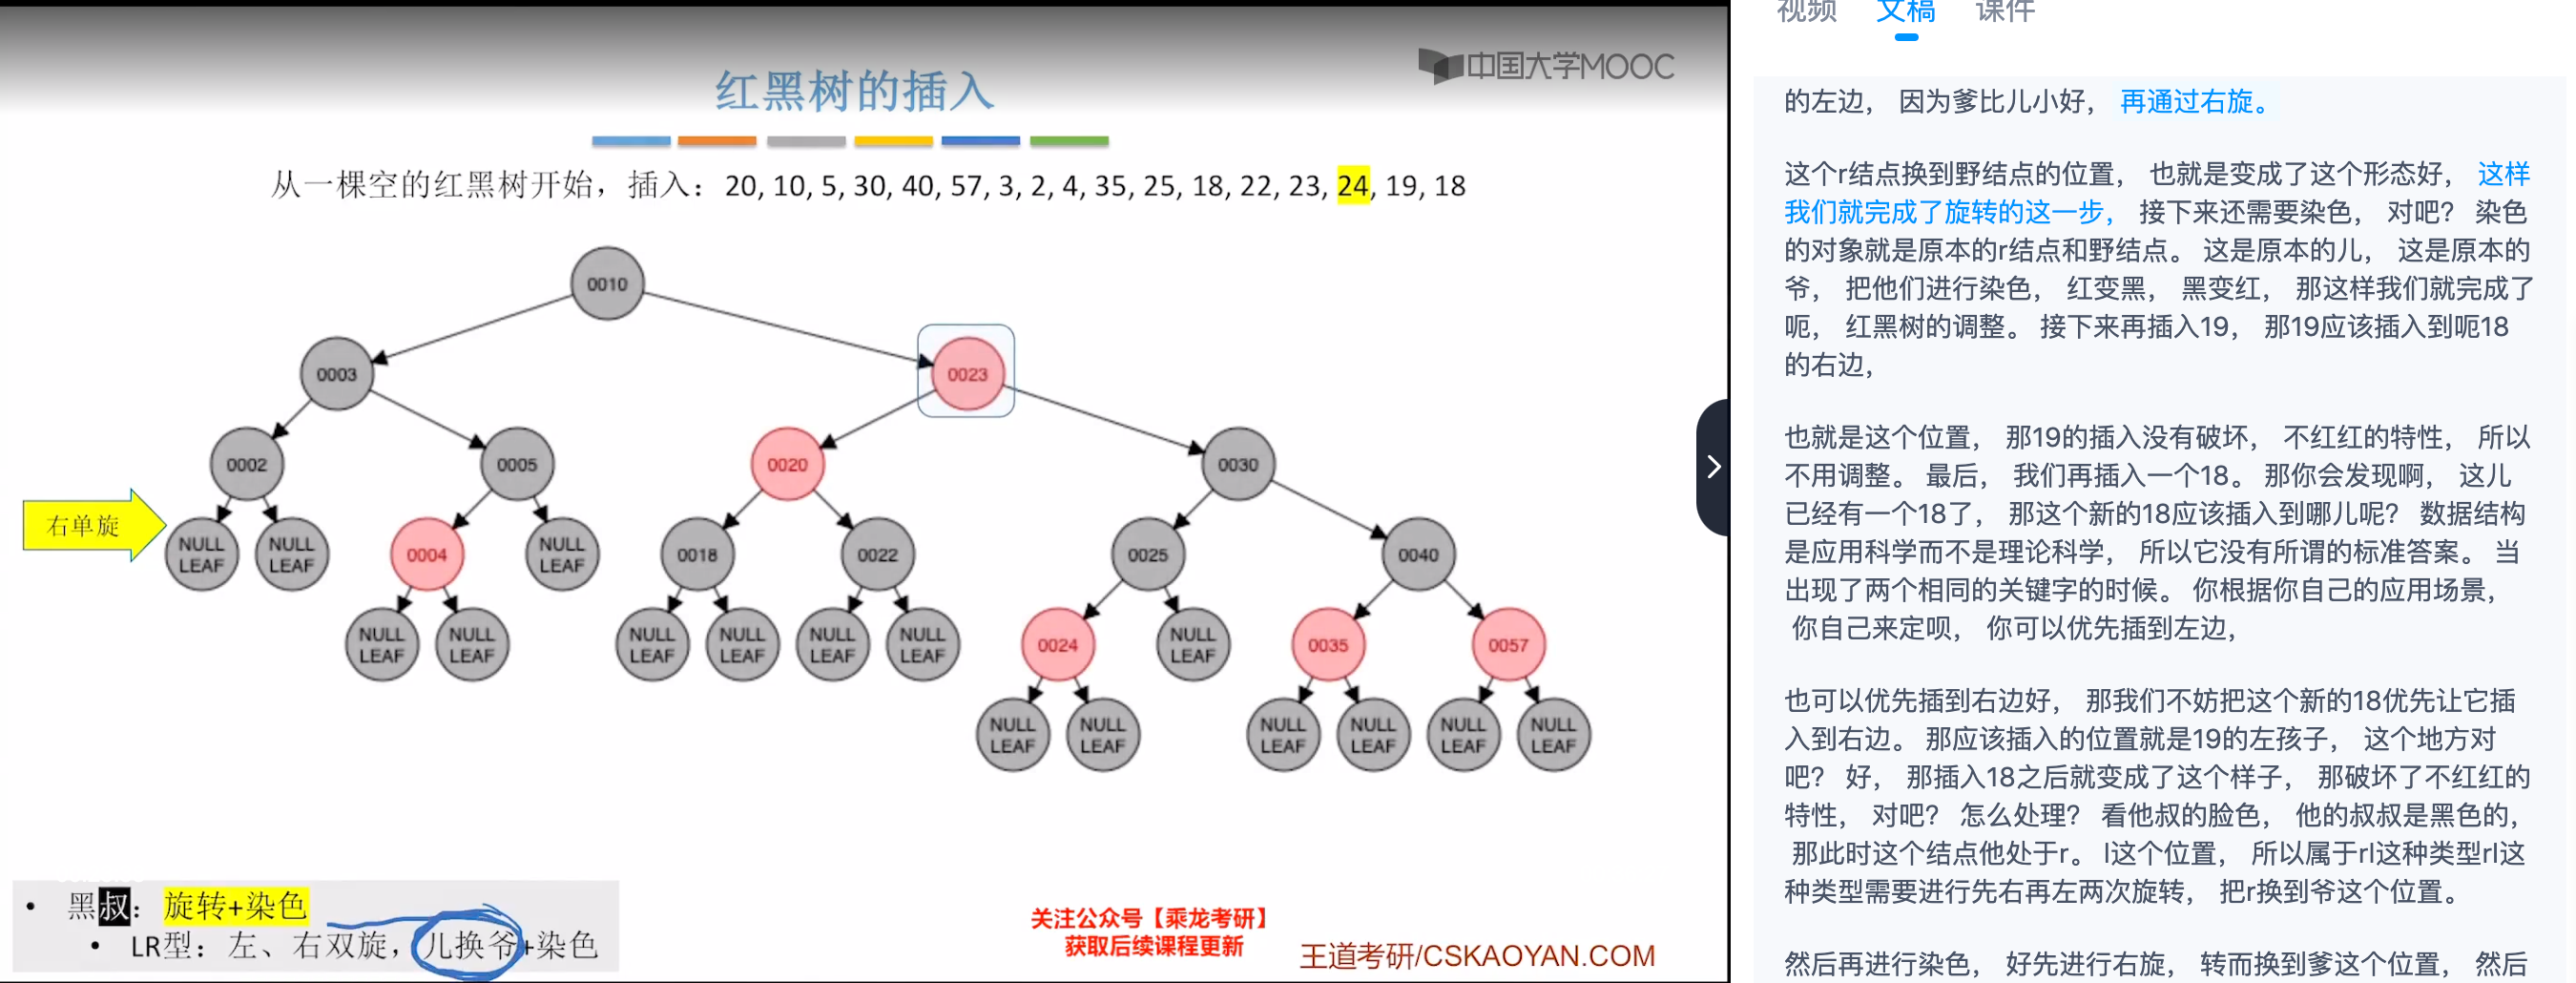 中国大学MOOC
红黑树的插入
从一棵空的红黑树开始，插入：20, 10, 5, 30, 40, 57, 3, 2, 4, 35, 25, 18, 22, 23, 24, 19, 18
0010
0003
0023
0002
0005
0020
0030
右单旋
NULL LEAF
NULL LEAF
0004
NULL LEAF
0018
0022
0025
0040
NULL LEAF
NULL LEAF
NULL LEAF
NULL LEAF
NULL LEAF
NULL LEAF
0024
NULL LEAF
0035
0057
NULL LEAF
NULL LEAF
NULL LEAF
NULL LEAF
NULL LEAF
NULL LEAF
• 黑叔：旋转+染色
• LR型：左、右双旋，儿换爷+染色
关注公众号【乘龙考研】
获取后续课程更新
王道考研/CSKAOYAN.COM
视频 文稿 课件
的左边， 因为爹比儿小好， 再通过右旋。
这个r结点换到野结点的位置， 也就是变成了这个形态好， 这样
我们就完成了旋转的这一步， 接下来还需要染色， 对吧？ 染色
的对象就是原本的r结点和野结点。 这是原本的儿， 这是原本的
爷， 把他们进行染色， 红变黑， 黑变红， 那这样我们就完成了
呃， 红黑树的调整。 接下来再插入19， 那19应该插入到呃18
的右边，
也就是这个位置， 那19的插入没有破坏， 不红红的特性， 所以
不用调整。 最后， 我们再插入一个18。 那你会发现啊， 这儿
已经有一个18了， 那这个新的18应该插入到哪儿呢？ 数据结构
是应用科学而不是理论科学， 所以它没有所谓的标准答案。 当
出现了两个相同的关键字的时候。 你根据你自己的应用场景，
你自己来定呗， 你可以优先插到左边，
也可以优先插到右边好， 那我们不妨把这个新的18优先让它插
入到右边。 那应该插入的位置就是19的左孩子， 这个地方对
吧？ 好， 那插入18之后就变成了这个样子， 那破坏了不红红的
特性， 对吧？ 怎么处理？ 看他叔的脸色， 他的叔叔是黑色的，
那此时这个结点他处于r。 l这个位置， 所以属于rl这种类型rl这
种类型需要进行先右再左两次旋转， 把r换到爷这个位置。
然后再进行染色， 好先进行右旋， 转而换到爹这个位置， 然后